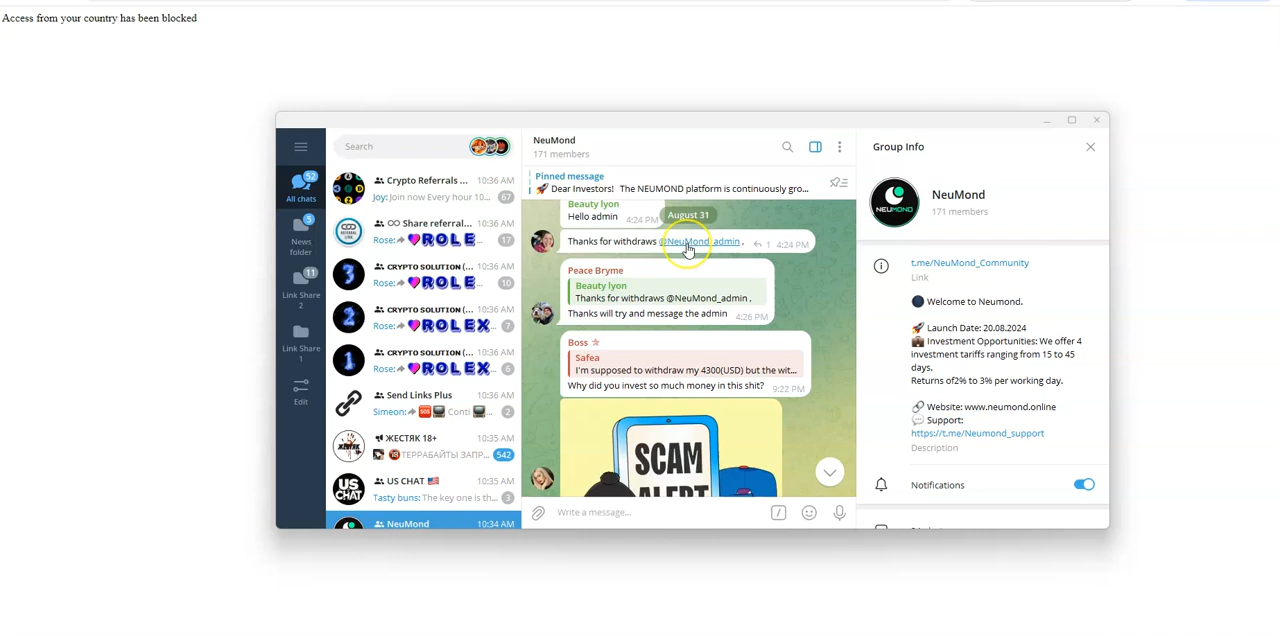 Access from your country has been blocked
Search
52
All chats
5
News
folder
11
Link Share
2
Link Share
1
Edit
Crypto Referrals ... 10:36 AM
Joy: Join now Every hour 10... 67
Share referral... 10:36 AM
Rose: ROLE... 17
3
CRYPTO SOLUTION (... 10:36 AM
Rose: ROLE... 10
2
CRYPTO SOLUTION (... 10:36 AM
Rose: ROLEX... 7
1
CRYPTO SOLUTION (... 10:36 AM
Rose: ROLEX... 6
Send Links Plus 10:36 AM
Simeon: SOS Conti ... 2
ЖЕСТЯК 18+ 10:35 AM
ТЕРРАБАЙТЫ ЗАПР... 542
US CHAT 10:35 AM
US
CHAT
Tasty buns: The key one is th... 3
NeuMond 10:34 AM
NeuMond
171 members
Pinned message
Dear Investors! The NEUMOND platform is continuously gro...
Beauty lyon
Hello admin 4:24 PM
August 31
Thanks for withdraws @NeuMond_admin . 1 4:24 PM
Peace Bryme
Beauty lyon
Thanks for withdraws @NeuMond_admin .
Thanks will try and message the admin 4:26 PM
Boss
Safea
I'm supposed to withdraw my 4300(USD) but the wit...
Why did you invest so much money in this shit? 9:22 PM
SCAM
ALERT
Write a message...
Group Info
NEUMOND
NeuMond
171 members
t.me/NeuMond_Community
Link
Welcome to Neumond.
Launch Date: 20.08.2024
Investment Opportunities: We offer 4
investment tariffs ranging from 15 to 45
days.
Returns of2% to 3% per working day.
Website: www.neumond.online
Support:
https://t.me/Neumond_support
Description
Notifications